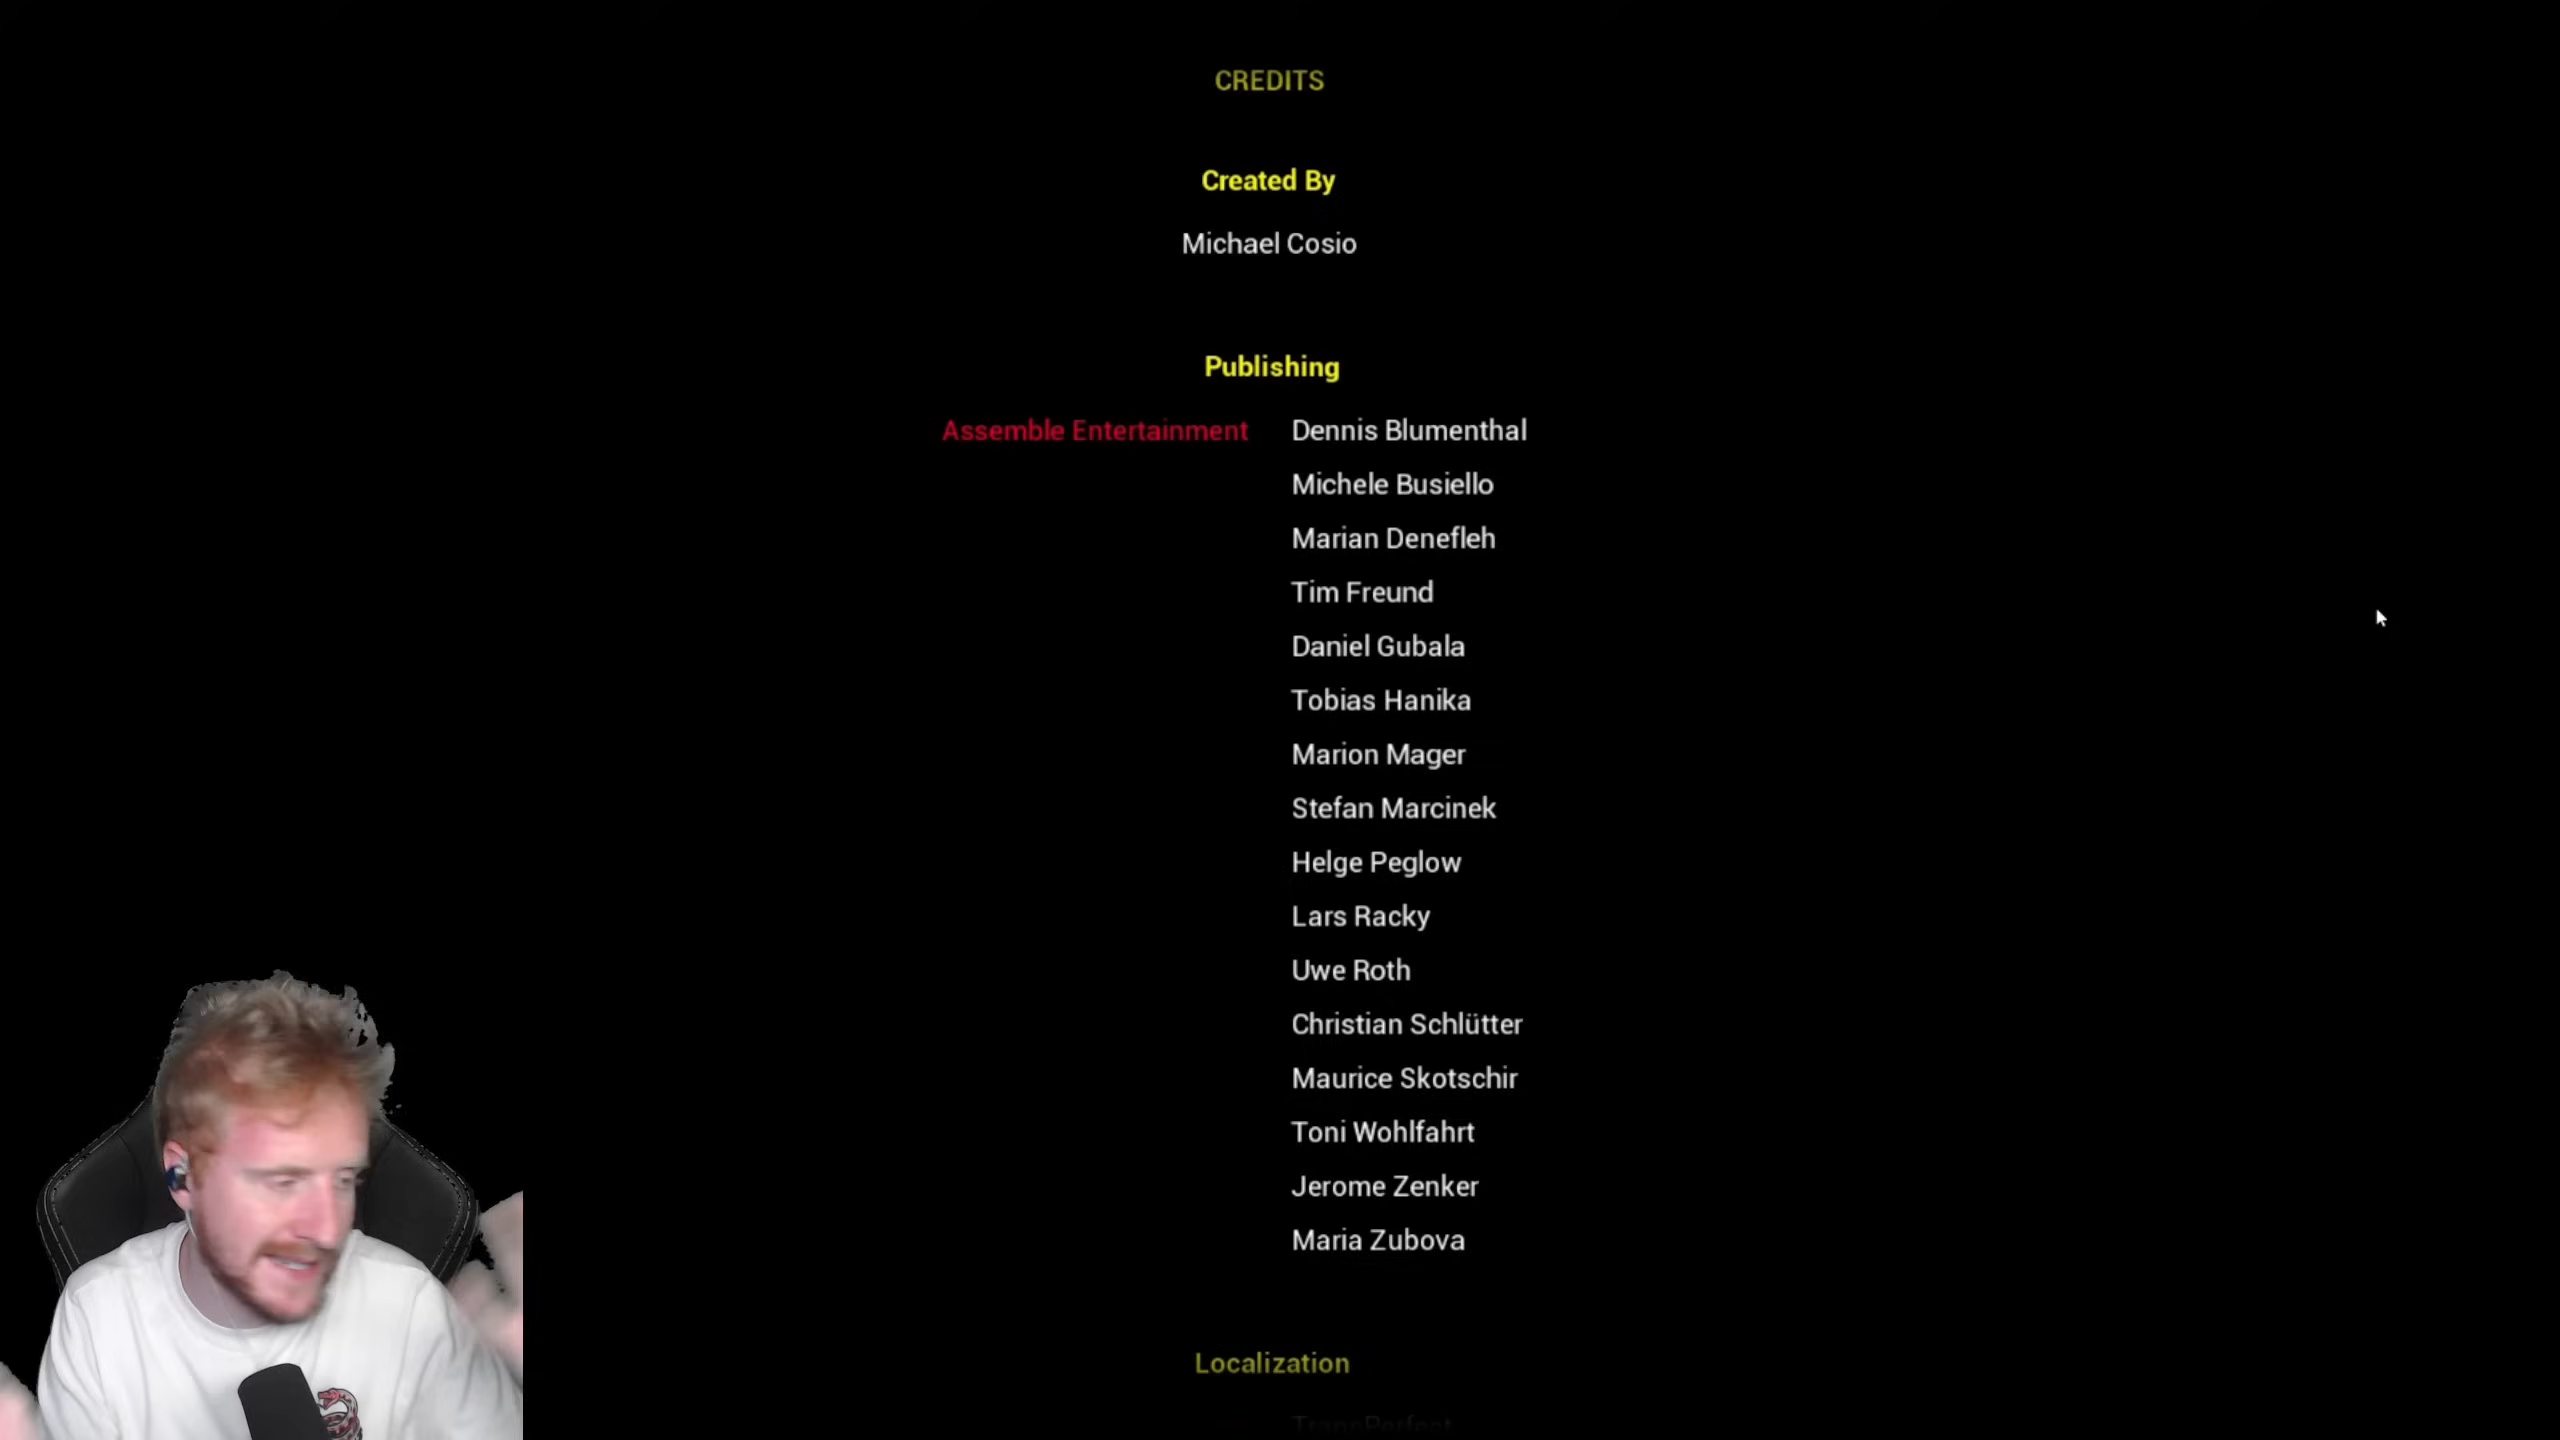 CREDITS
Created By
Michael Cosio
Publishing
Assemble Entertainment Dennis Blumenthal
Michele Busiello
Marian Denefleh
Tim Freund
Daniel Gubala
Tobias Hanika
Marion Mager
Stefan Marcinek
Helge Peglow
Lars Racky
Uwe Roth
Christian Schlütter
Maurice Skotschir
Toni Wohlfahrt
Jerome Zenker
Maria Zubova
Localization
TransPerfect